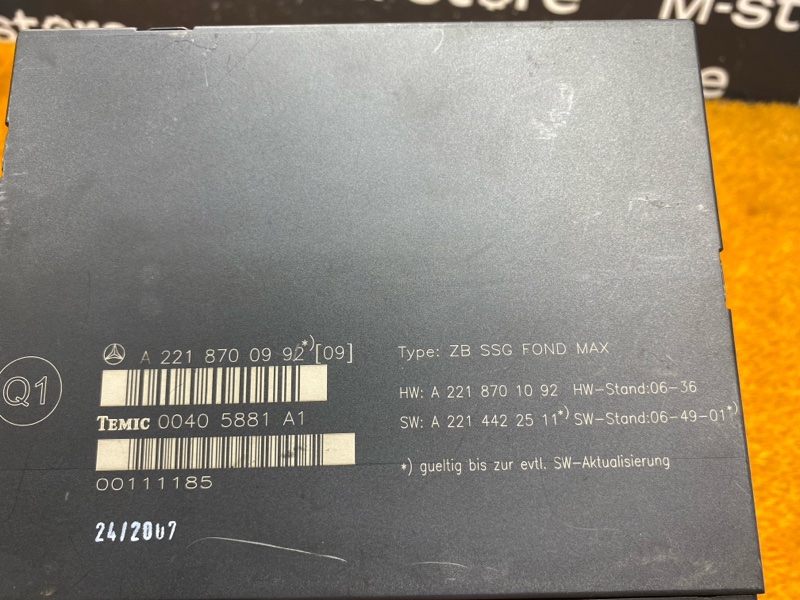 M-store
A 221 870 09 92*)[09]
Type: ZB SSG FOND MAX
Q1
HW: A 221 870 10 92 HW-Stand:06-36
TEMIC 0040 5881 A1
SW: A 221 442 25 11*) SW-Stand:06-49-01*)
*) gueltig bis zur evtl. SW-Aktualisierung
00111185
24/2007